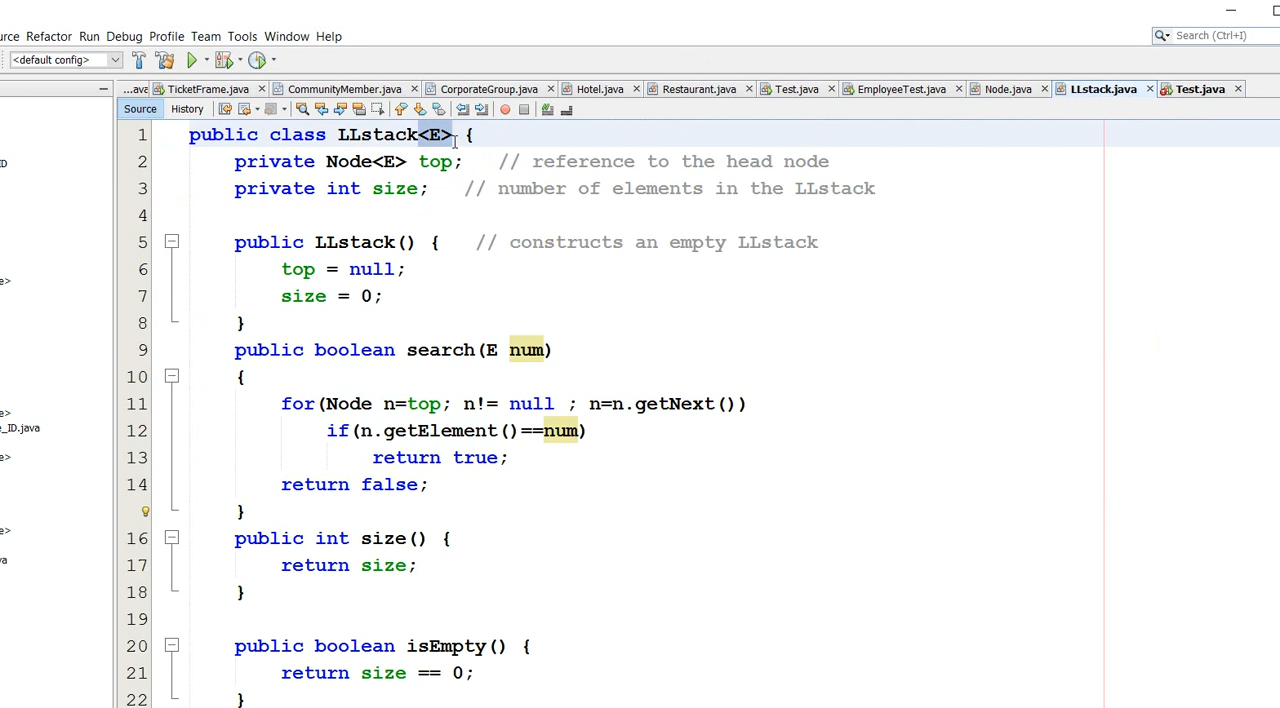 urce Refactor Run Debug Profile Team Tools Window Help
Search (Ctrl+I)
<default config>
...ava TicketFrame.java CommunityMember.java CorporateGroup.java Hotel.java Restaurant.java Test.java EmployeeTest.java Node.java LLstack.java Test.java
Source History
1 public class LLstack<E> {
2 private Node<E> top; // reference to the head node
3 private int size; // number of elements in the LLstack
4
5 public LLstack() { // constructs an empty LLstack
6 top = null;
7 size = 0;
8 }
9 public boolean search(E num)
10 {
11 for(Node n=top; n!= null ; n=n.getNext())
12 if(n.getElement()==num)
13 return true;
14 return false;
}
16 public int size() {
17 return size;
18 }
19
20 public boolean isEmpty() {
21 return size == 0;
22 }
ID
e>
e>
e_ID.java
e>
e>
va
e>